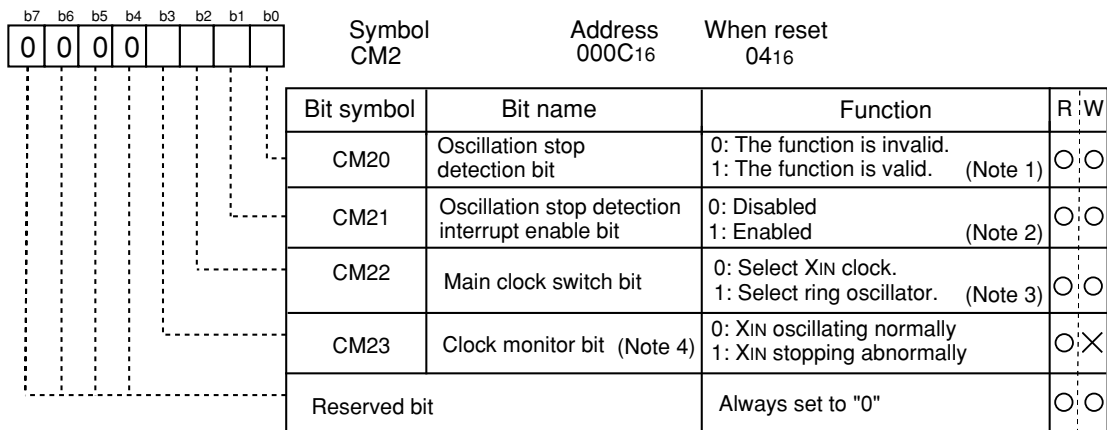 b7 b6 b5 b4 b3 b2 b1 b0
0 0 0 0
Symbol Address When reset
CM2 000C16 0416
Bit symbol Bit name Function R W
CM20 Oscillation stop detection bit 0: The function is invalid.
1: The function is valid. (Note 1) ○ ○
CM21 Oscillation stop detection interrupt enable bit 0: Disabled
1: Enabled (Note 2) ○ ○
CM22 Main clock switch bit 0: Select XIN clock.
1: Select ring oscillator. (Note 3) ○ ○
CM23 Clock monitor bit (Note 4) 0: XIN oscillating normally
1: XIN stopping abnormally ○ ×
Reserved bit Always set to "0" ○ ○